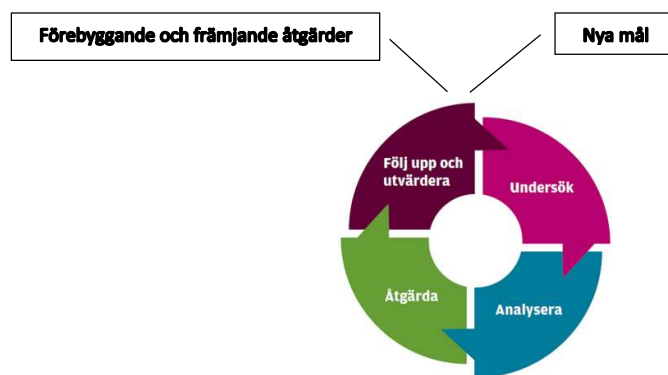 Förebyggande och främjande åtgärder
Nya mål
Följ upp och
utvärdera
Undersök
Åtgärda
Analysera